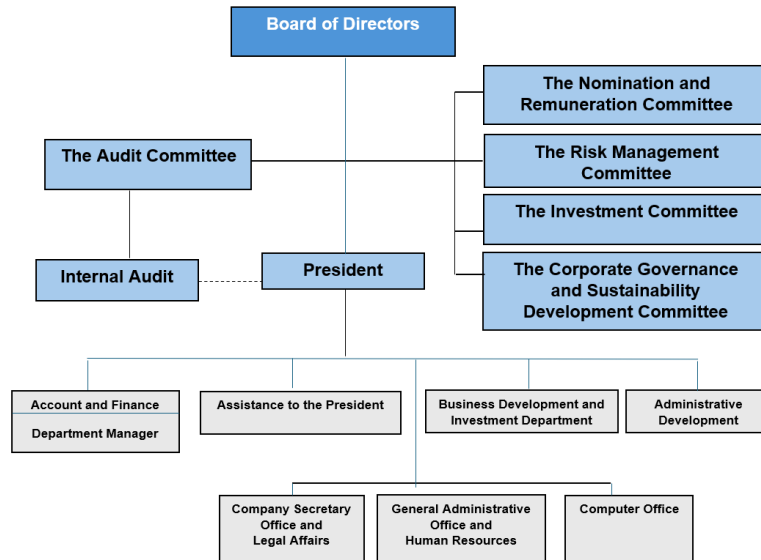 Board of Directors
The Nomination and
Remuneration Committee
The Audit Committee
The Risk Management
Committee
The Investment Committee
Internal Audit
President
The Corporate Governance
and Sustainability
Development Committee
Account and Finance
Department Manager
Assistance to the President
Business Development and
Investment Department
Administrative
Development
Company Secretary
Office and
Legal Affairs
General Administrative
Office and
Human Resources
Computer Office